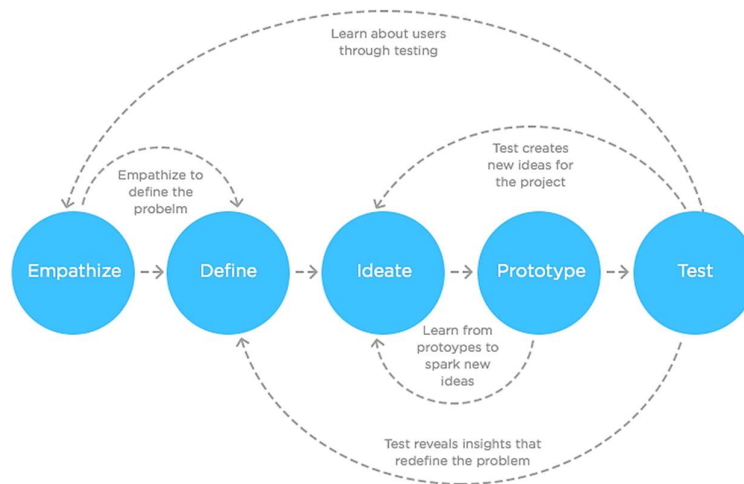 Learn about users
through testing
Test creates
new ideas for
the project
Empathize to
define the
probelm
Empathize
Define
Ideate
Prototype
Test
Learn from
protoypes to
spark new
ideas
Test reveals insights that
redefine the problem